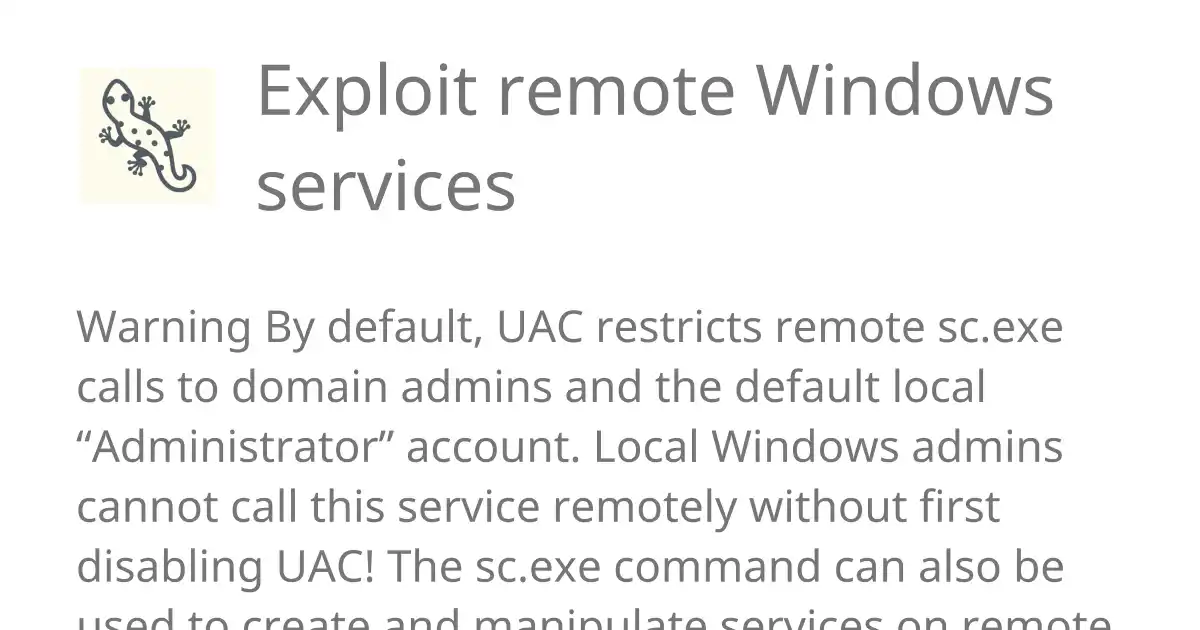 Exploit remote Windows
services
Warning By default, UAC restricts remote sc.exe
calls to domain admins and the default local
“Administrator” account. Local Windows admins
cannot call this service remotely without first
disabling UAC! The sc.exe command can also be
used to create and manipulate services on remote